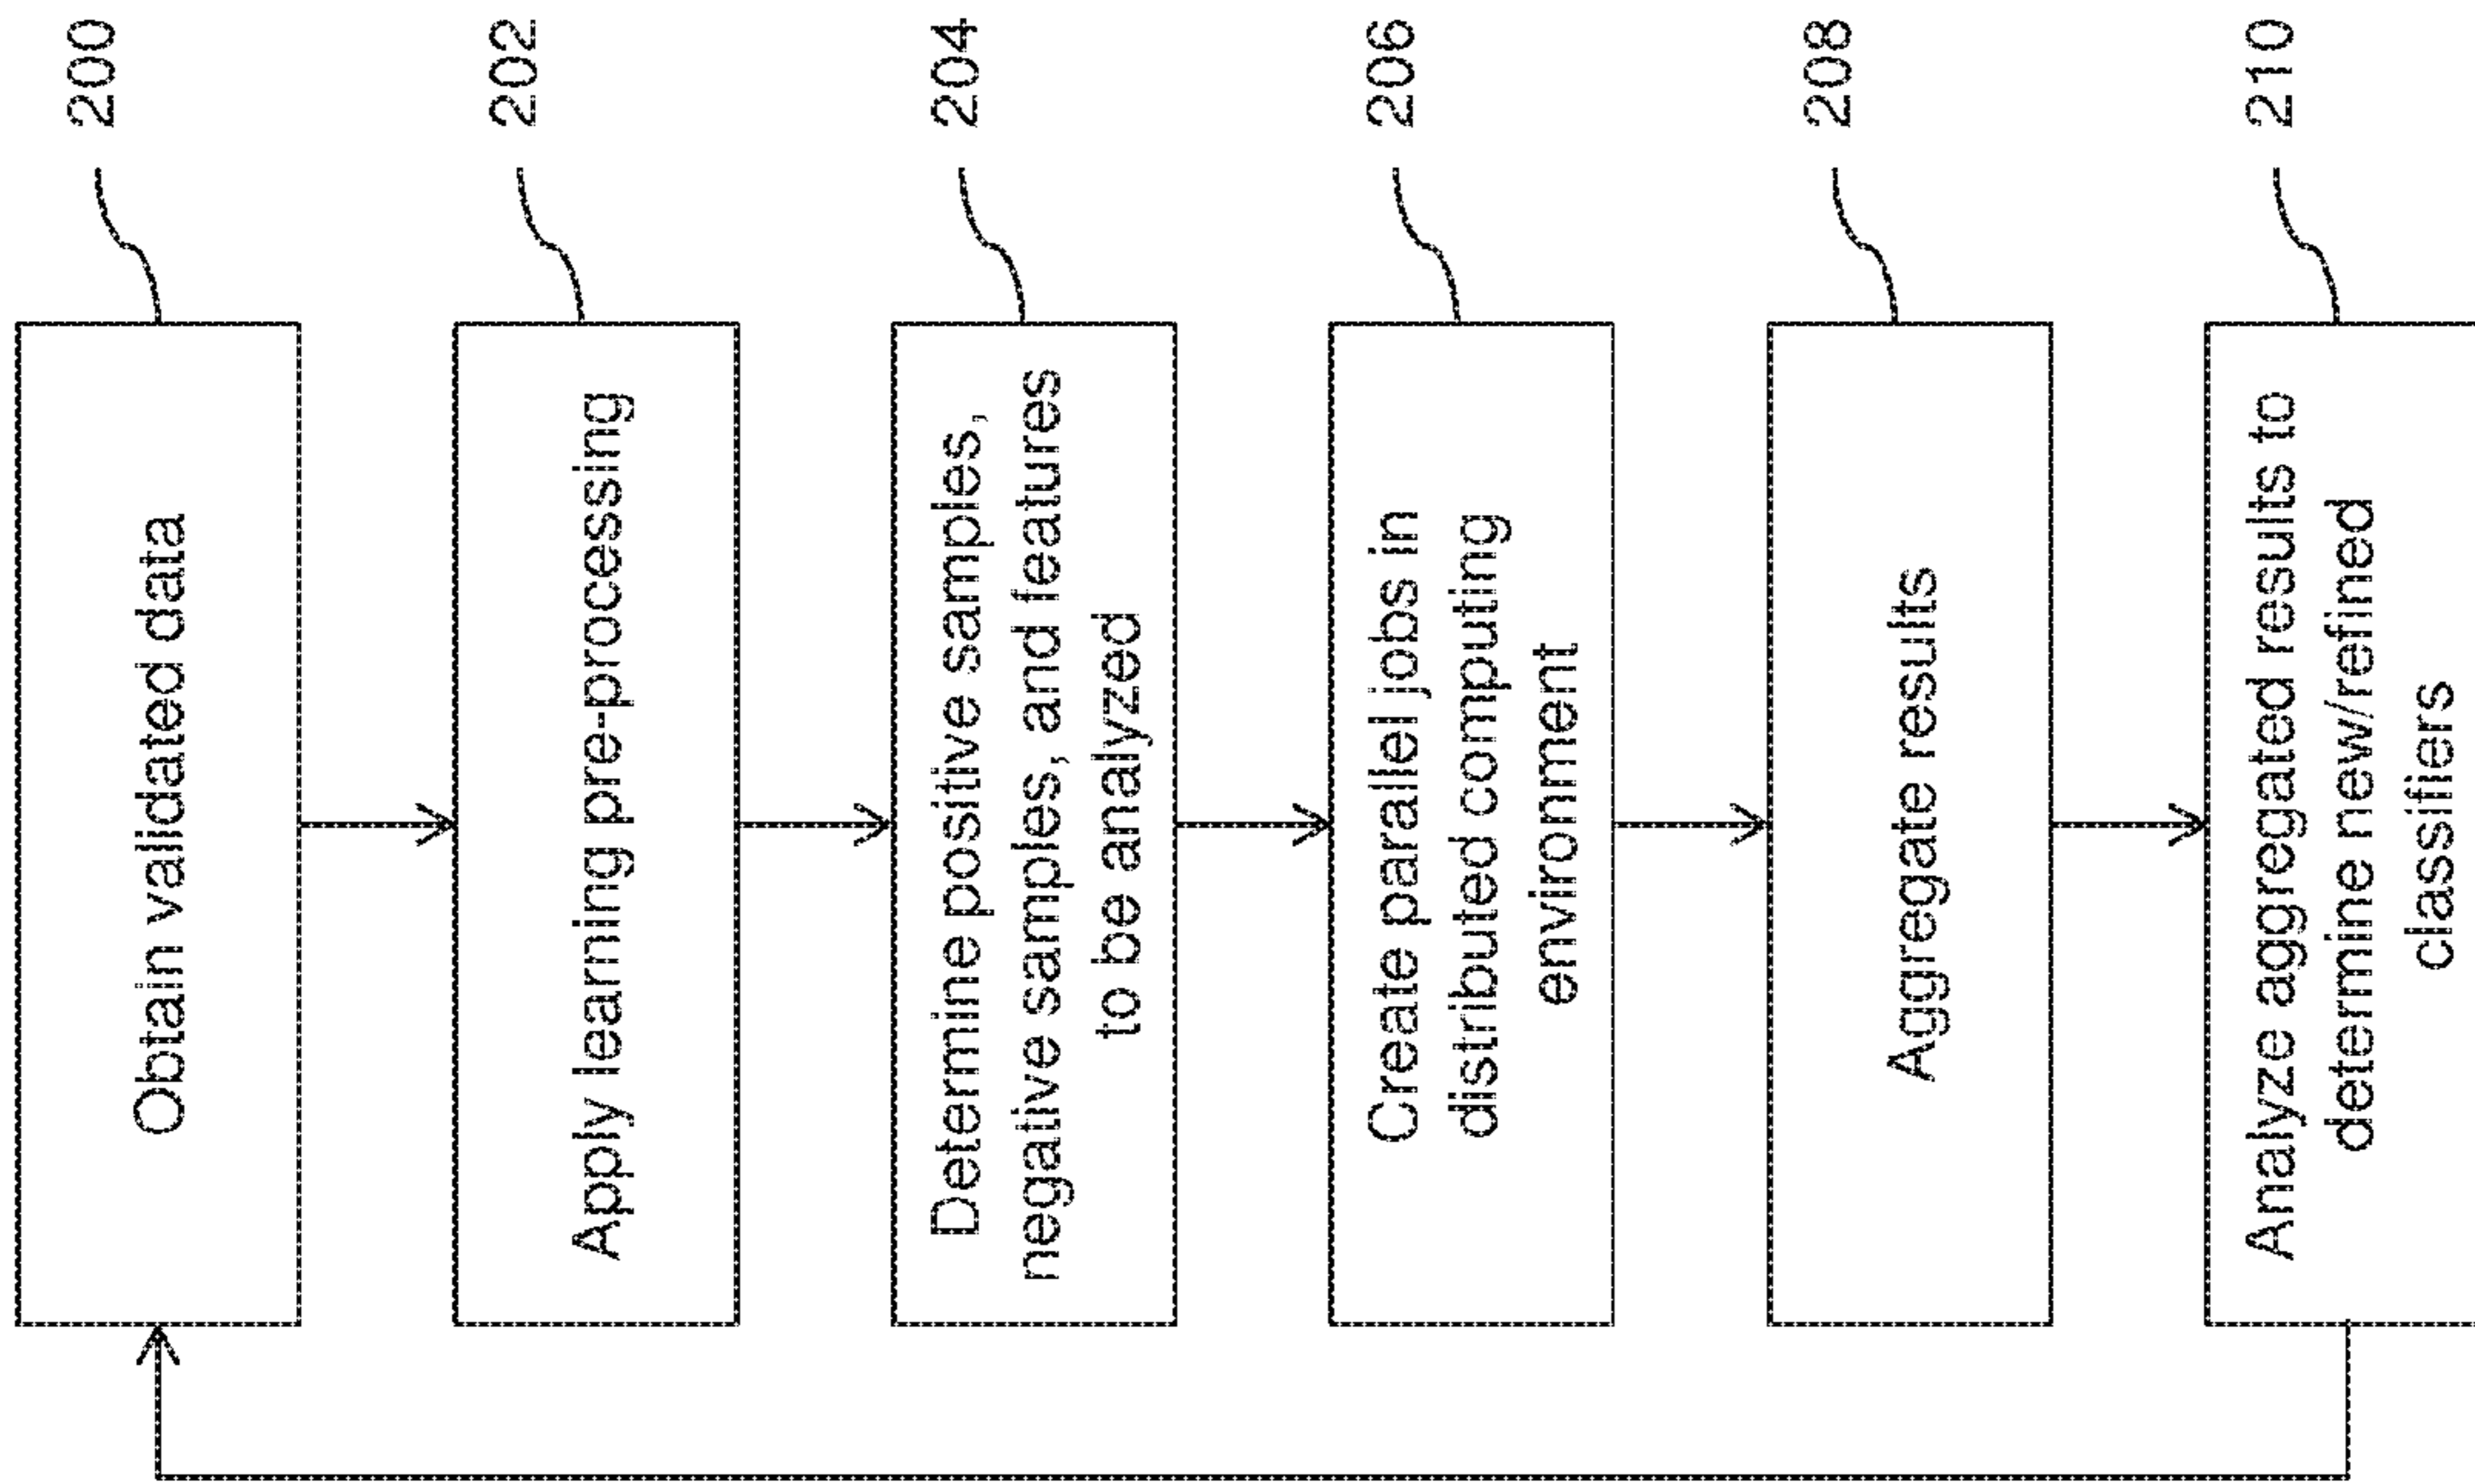 Obtain validated data
200
Apply learning pre-processing
202
Determine positive samples,
negative samples, and features
to be analyzed
204
Create parallel jobs in
distributed computing
environment
206
Aggregate results
208
Analyze aggregated results to
determine new/refined
classifiers
210